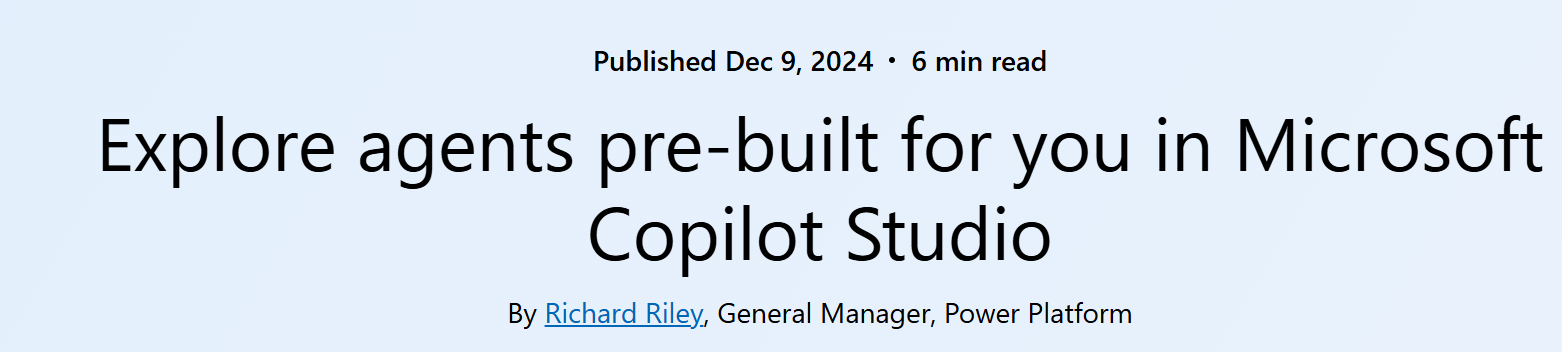 Published Dec 9, 2024 • 6 min read
Explore agents pre-built for you in Microsoft
Copilot Studio
By Richard Riley, General Manager, Power Platform